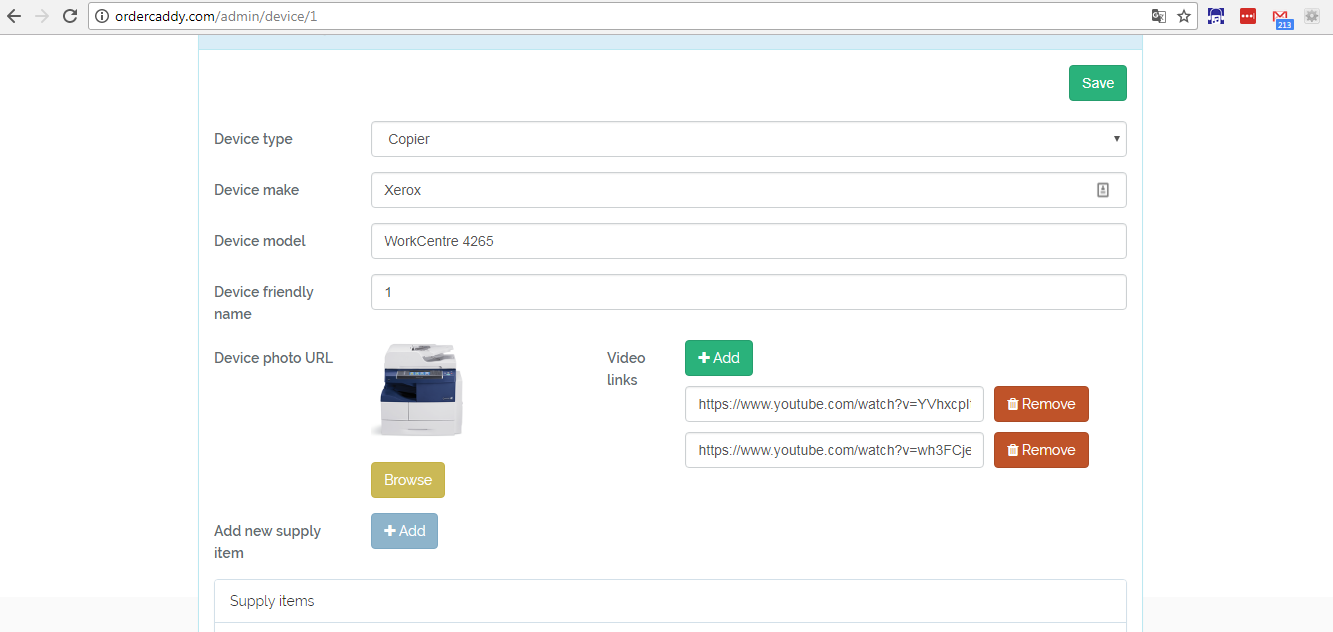 ordercaddy.com/admin/device/1
213
Save
Device type
Copier
Device make
Xerox
Device model
WorkCentre 4265
Device friendly
name
1
Device photo URL
Video
links
Add
https://www.youtube.com/watch?v=YVhxcpI
Remove
https://www.youtube.com/watch?v=wh3FCje
Remove
Browse
Add new supply
item
Add
Supply items